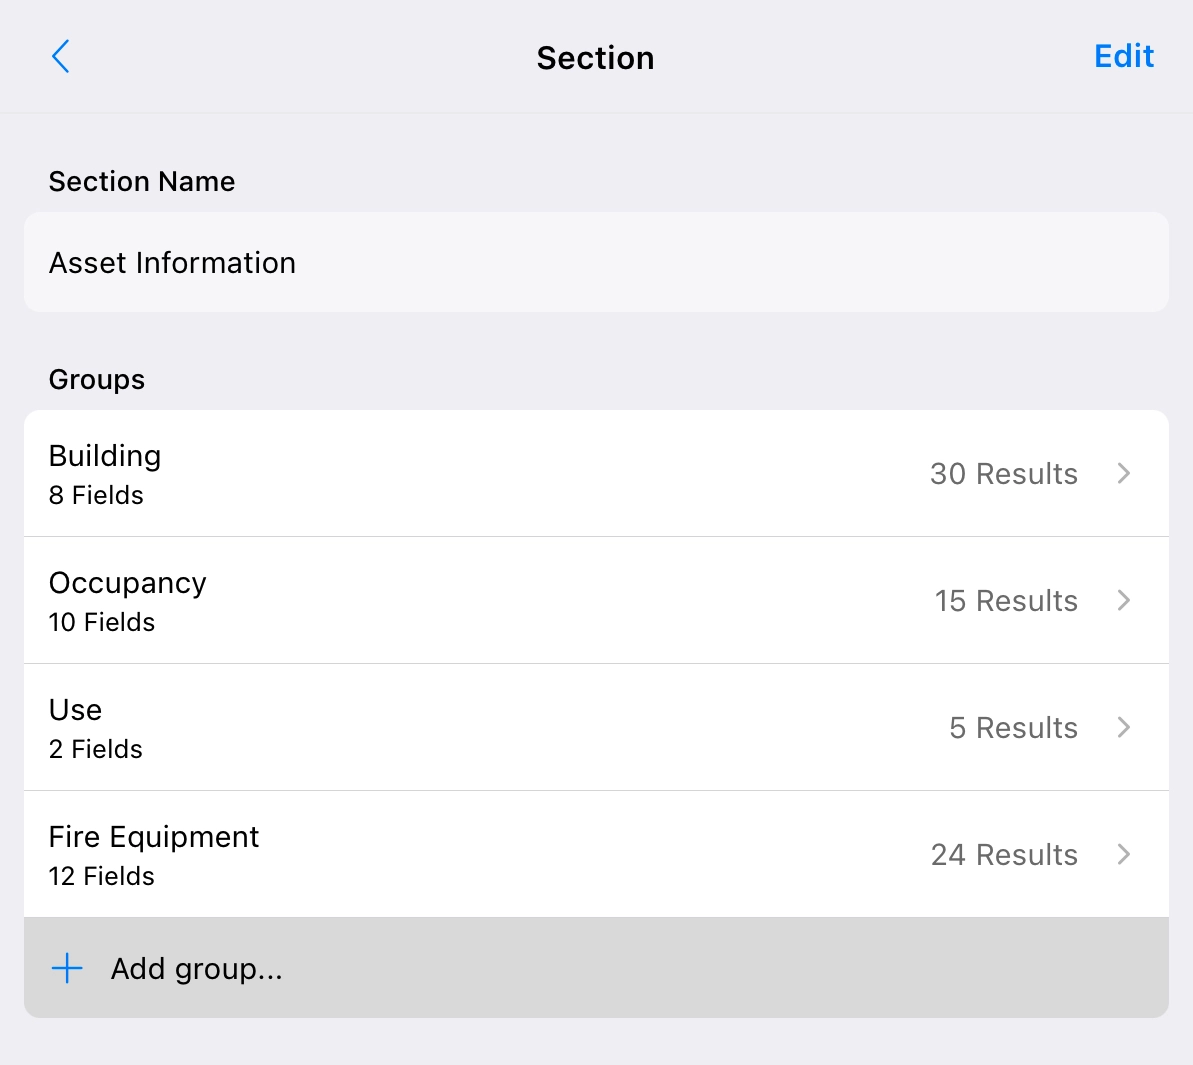 Section
Edit
Section Name
Asset Information
Groups
Building
8 Fields
30 Results
Occupancy
10 Fields
15 Results
Use
2 Fields
5 Results
Fire Equipment
12 Fields
24 Results
Add group...